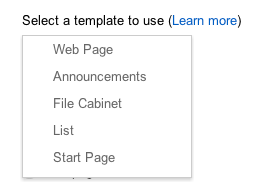 Select a template to use (Learn more)
Web Page
Announcements
File Cabinet
List
Start Page